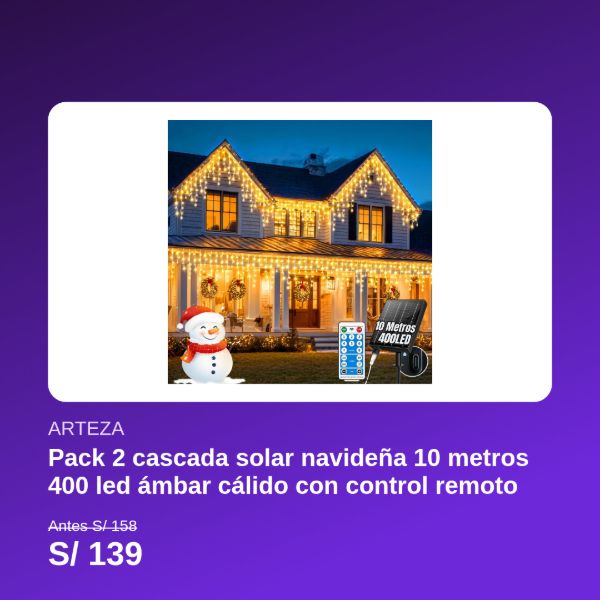 10 Metros
400LED
ARTEZA
Pack 2 cascada solar navideña 10 metros
400 led ámbar cálido con control remoto
Antes S/ 158
S/ 139